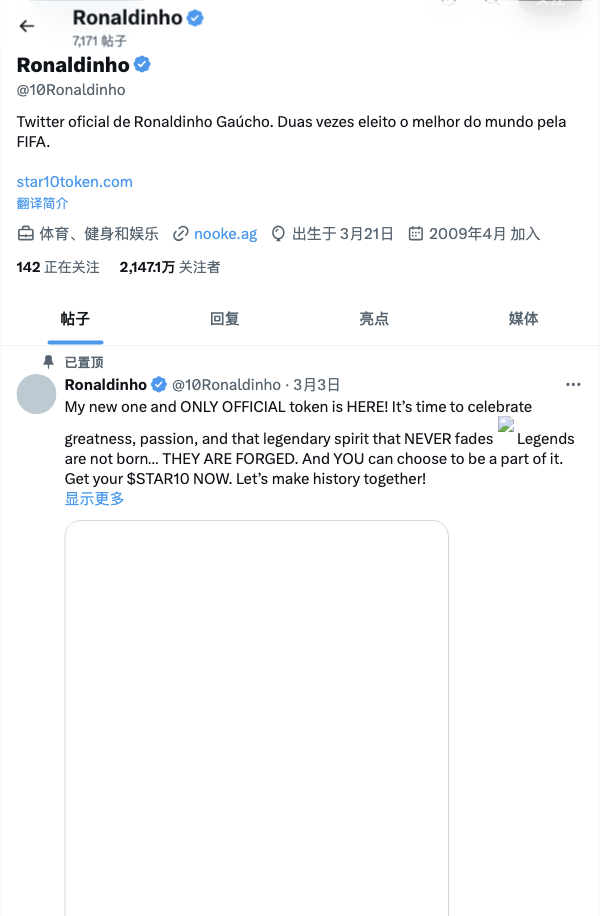 Ronaldinho
7,171 帖子
Ronaldinho
@10Ronaldinho
Twitter oficial de Ronaldinho Gaúcho. Duas vezes eleito o melhor do mundo pela
FIFA.
star10token.com
翻译简介
体育、健身和娱乐 nooke.ag 出生于 3月21日 2009年4月 加入
142 正在关注 2,147.1万 关注者
帖子 回复 亮点 媒体
已置顶
Ronaldinho @10Ronaldinho · 3月3日
My new one and ONLY OFFICIAL token is HERE! It’s time to celebrate
greatness, passion, and that legendary spirit that NEVER fades Legends
are not born… THEY ARE FORGED. And YOU can choose to be a part of it.
Get your $STAR10 NOW. Let’s make history together!
显示更多